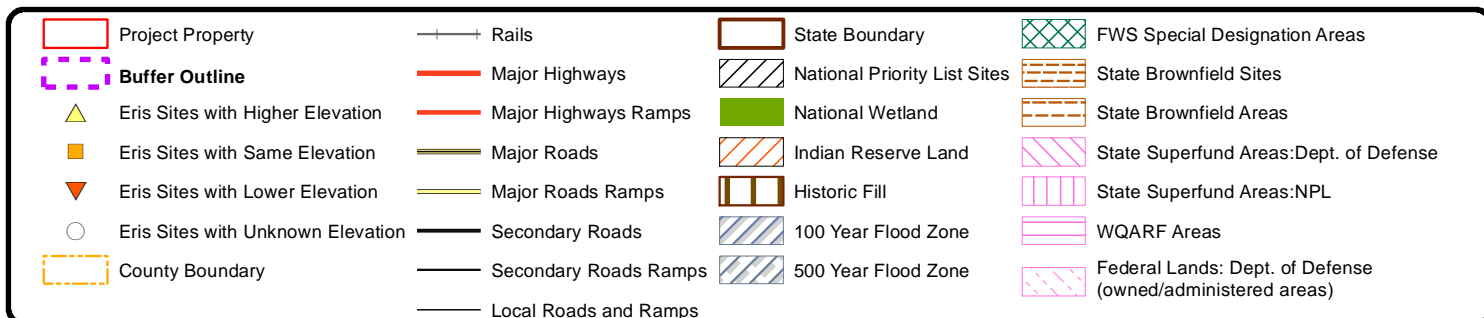 Project Property
Buffer Outline
Eris Sites with Higher Elevation
Eris Sites with Same Elevation
Eris Sites with Lower Elevation
Eris Sites with Unknown Elevation
County Boundary
Rails
Major Highways
Major Highways Ramps
Major Roads
Major Roads Ramps
Secondary Roads
Secondary Roads Ramps
Local Roads and Ramps
State Boundary
National Priority List Sites
National Wetland
Indian Reserve Land
Historic Fill
100 Year Flood Zone
500 Year Flood Zone
FWS Special Designation Areas
State Brownfield Sites
State Brownfield Areas
State Superfund Areas:Dept. of Defense
State Superfund Areas:NPL
WQARF Areas
Federal Lands: Dept. of Defense
(owned/administered areas)